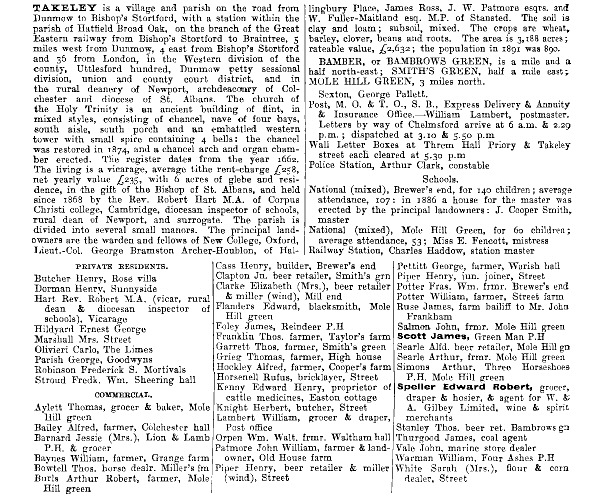 TAKELEY is a village and parish on the road from
Dunmow to Bishop's Stortford, with a station within the
parish of Hatfield Broad Oak, on the branch of the Great
Eastern railway from Bishop's Stortford to Braintree, 5
miles west from Dunmow, 4 east from Bishop's Stortford
and 36 from London, in the Western division of the
county, Uttlesford hundred, Dunmow petty sessional
division, union and county court district, and in
the rural deanery of Newport, archdeaconry of Col-
chester and diocese of St. Albans. The church of
the Holy Trinity is an ancient building of flint, in
mixed styles, consisting of chancel, nave of four bays,
south aisle, south porch and an embattled western
tower with small spire containing 4 bells: the chancel
was restored in 1874, and a chancel arch and organ cham-
ber erected. The register dates from the year 1662.
The living is a vicarage, average tithe rent-charge £258,
net yearly value £235, with 6 acres of glebe and resi-
dence, in the gift of the Bishop of St. Albans, and held
since 1868 by the Rev. Robert Hart M.A. of Corpus
Christi college, Cambridge, diocesan inspector of schools,
rural dean of Newport, and surrogate. The parish is
divided into several small manors. The principal land-
owners are the warden and fellows of New College, Oxford,
Lieut.-Col. George Bramston Archer-Houblon, of Hal-
lingbury Place, James Ross, J. W. Patmore esqrs. and
W. Fuller-Maitland esq. M.P. of Stansted. The soil is
clay and loam; subsoil, mixed. The crops are wheat,
barley, clover, beans and roots. The area is 3,188 acres;
rateable value, £2,632; the population in 1891 was 890.
BAMBER, or BAMBROWS GREEN, is a mile and a
half north-east; SMITH'S GREEN, half a mile east;
MOLE HILL GREEN, 3 miles north.
Sexton, George Pallett.
Post, M. O. & T. O., S. B., Express Delivery & Annuity
& Insurance Office.—William Lambert, postmaster.
Letters by way of Chelmsford arrive at 6 a.m. & 2.29
p.m.; dispatched at 3.10 & 5.50 p.m
Wall Letter Boxes at Threm Hall Priory & Takeley
street each cleared at 5.30 p.m
Police Station, Arthur Clark, constable
Schools.
National (mixed), Brewer's end, for 140 children; average
attendance, 107: in 1886 a house for the master was
erected by the principal landowners: J. Cooper Smith,
master
National (mixed), Mole Hill Green, for 60 children;
average attendance, 53; Miss E. Fencott, mistress
Railway Station, Charles Haddow, station master
PRIVATE RESIDENTS.
Butcher Henry, Rose villa
Dorman Henry, Sunnyside
Hart Rev. Robert M.A. (vicar, rural
dean & diocesan inspector of
schools), Vicarage
Hildyard Ernest George
Marshall Mrs. Street
Olivieri Carlo, The Limes
Parish George, Goodwyns
Robinson Frederick S. Mortivals
Stroud Fredk. Wm. Sheering hall
COMMERCIAL.
Aylett Thomas, grocer & baker, Mole
Hill green
Bailey Alfred, farmer, Colchester hall
Barnard Jessie (Mrs.), Lion & Lamb
P.H. & grocer
Baynes William, farmer, Grange farm
Bowtell Thos. horse dealr. Miller's fm
Burls Arthur Robert, farmer, Mole
Hill green
Cass Henry, builder, Brewer's end
Clapton Jn. beer retailer, Smith's grn
Clarke Elizabeth (Mrs.), beer retailer
& miller (wind), Mill end
Flanders Edward, blacksmith, Mole
Hill green
Foley James, Reindeer P.H
Franklin Thos. farmer, Taylor's farm
Garrett Thos. farmer, Smith's green
Grieg Thomas, farmer, High house
Hockley Alfred, farmer, Cooper's farm
Horsenell Rufus, bricklayer, Street
Kenny Edward Henry, proprietor of
cattle medicines, Easton cottage
Knight Herbert, butcher, Street
Lambert William, grocer & draper,
Post office
Orpen Wm. Walt. frmr. Waltham hall
Patmore John William, farmer & land-
owner, Old House farm
Piper Henry, beer retailer & miller
(wind), Street
Pettitt George, farmer, Warish hall
Piper Henry, jun. joiner, Street
Potter Fras. Wm. frmr. Brewer's end
Potter William, farmer, Street farm
Ruse James, farm bailiff to Mr. John
Frankham
Salmon John, frmr. Mole Hill green
Scott James, Green Man P.H
Searle Alfd. beer retailr. Mole Hill gn
Searle Arthur, frmr. Mole Hill green
Simons Arthur, Three Horseshoes
P.H, Mole Hill green
Speller Edward Robert, grocer,
draper & hosier, & agent for W. &
A. Gilbey Limited, wine & spirit
merchants
Stanley Thos. beer ret. Bambrows gn
Thurgood James, coal agent
Vale John, marine store dealer
Warman William, Four Ashes P.H
White Sarah (Mrs.), flour & corn
dealer, Street